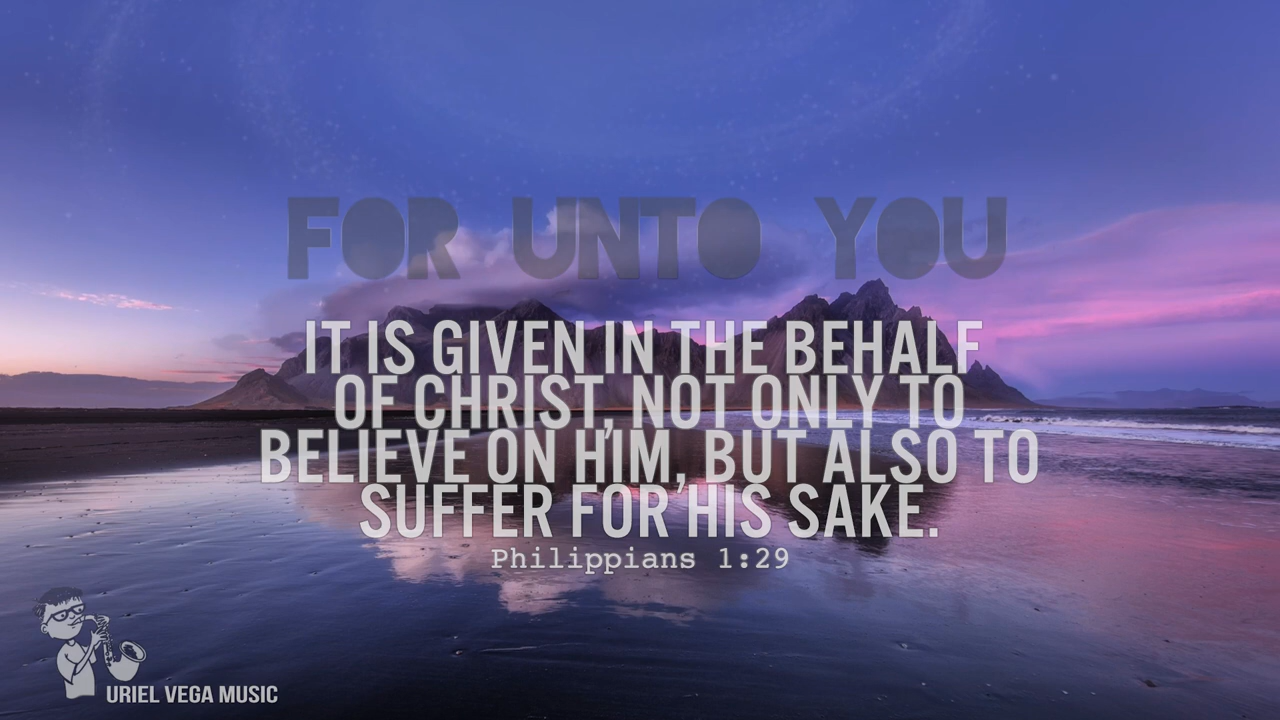 FOR UNTO YOU
IT IS GIVEN IN THE BEHALF
OF CHRIST, NOT ONLY TO
BELIEVE ON HIM, BUT ALSO TO
SUFFER FOR HIS SAKE.
Philippians 1:29
URIEL VEGA MUSIC